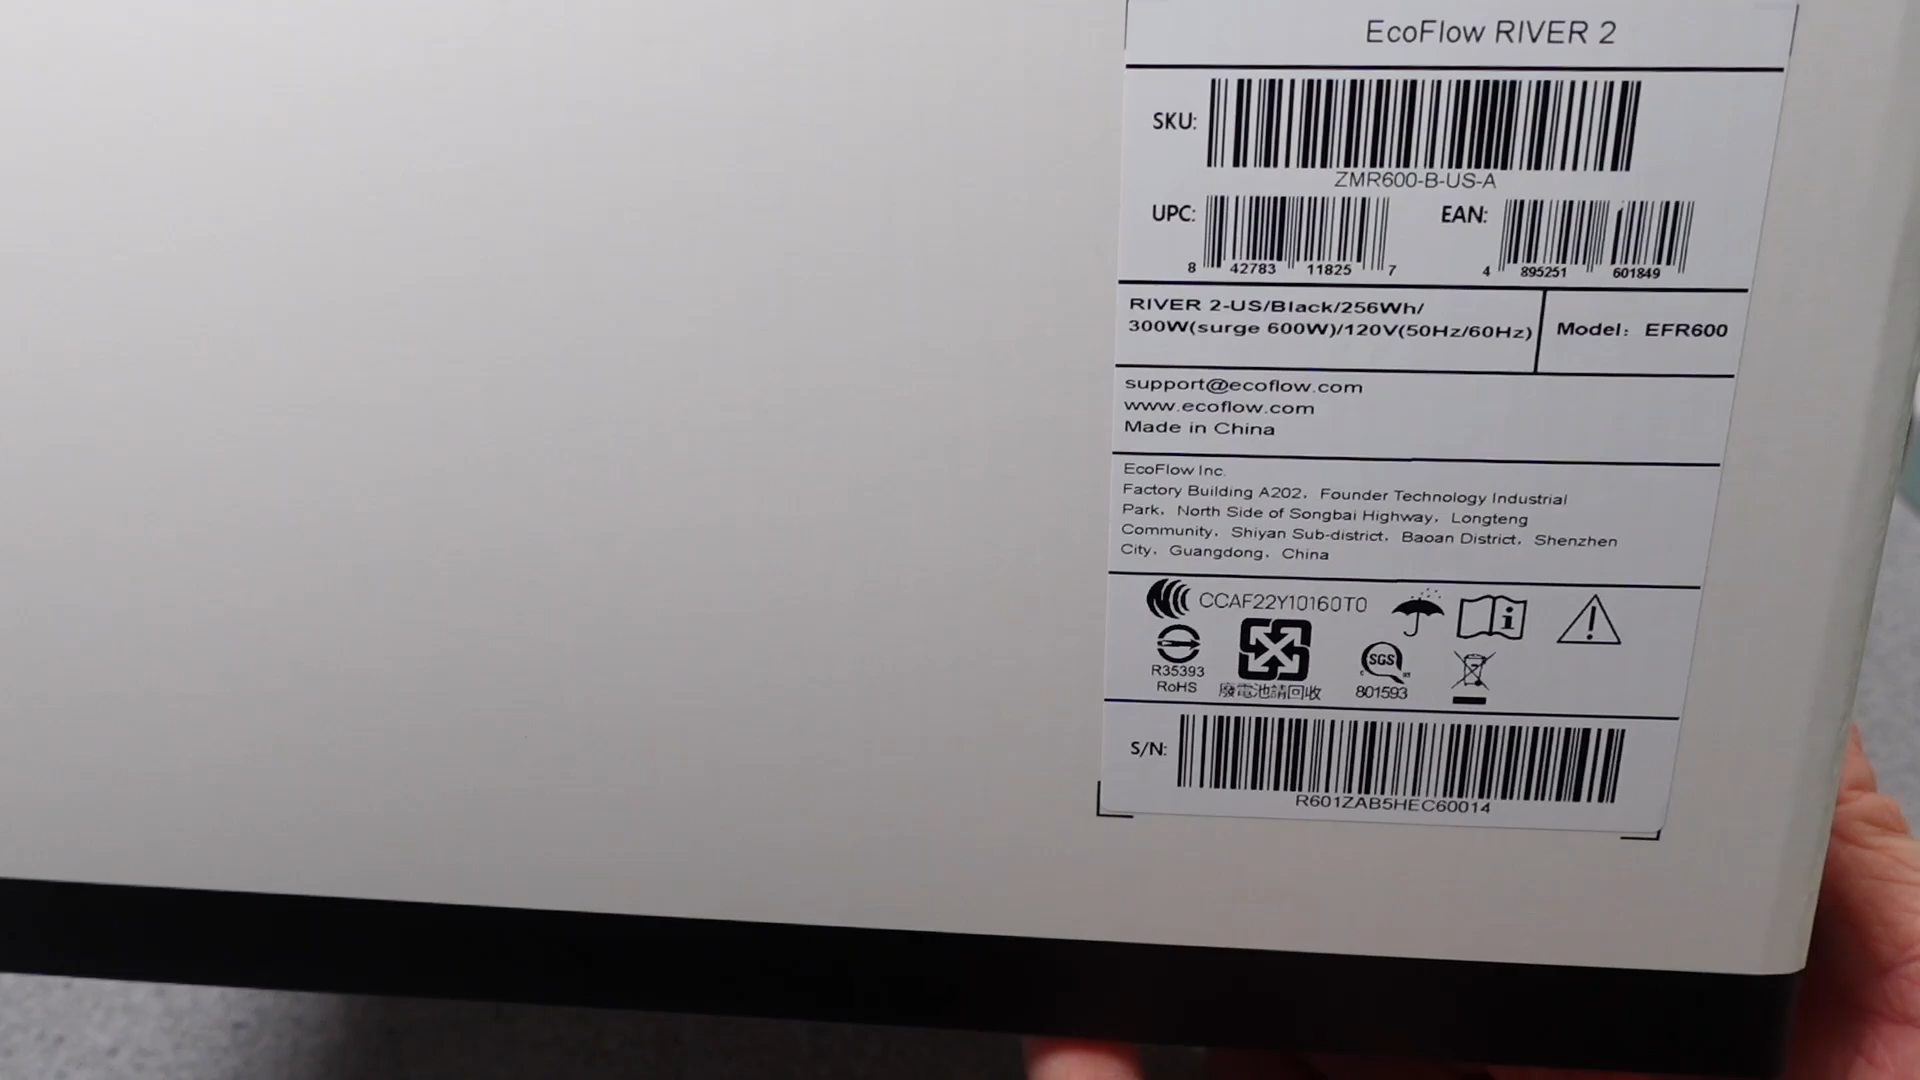 EcoFlow RIVER 2
SKU:
ZMR600-B-US-A
UPC:
8 42783 11825 7
EAN:
4 895251 601849
RIVER 2-US/Black/256Wh/
300W(surge 600W)/120V(50Hz/60Hz)
Model: EFR600
support@ecoflow.com
www.ecoflow.com
Made in China
EcoFlow Inc.
Factory Building A202, Founder Technology Industrial
Park, North Side of Songbai Highway, Longteng
Community, Shiyan Sub-district, Baoan District, Shenzhen
City, Guangdong, China
CCAF22Y10160T0
R35393
RoHS
廢電池請回收
SGS
801593
S/N:
R601ZAB5HEC60014